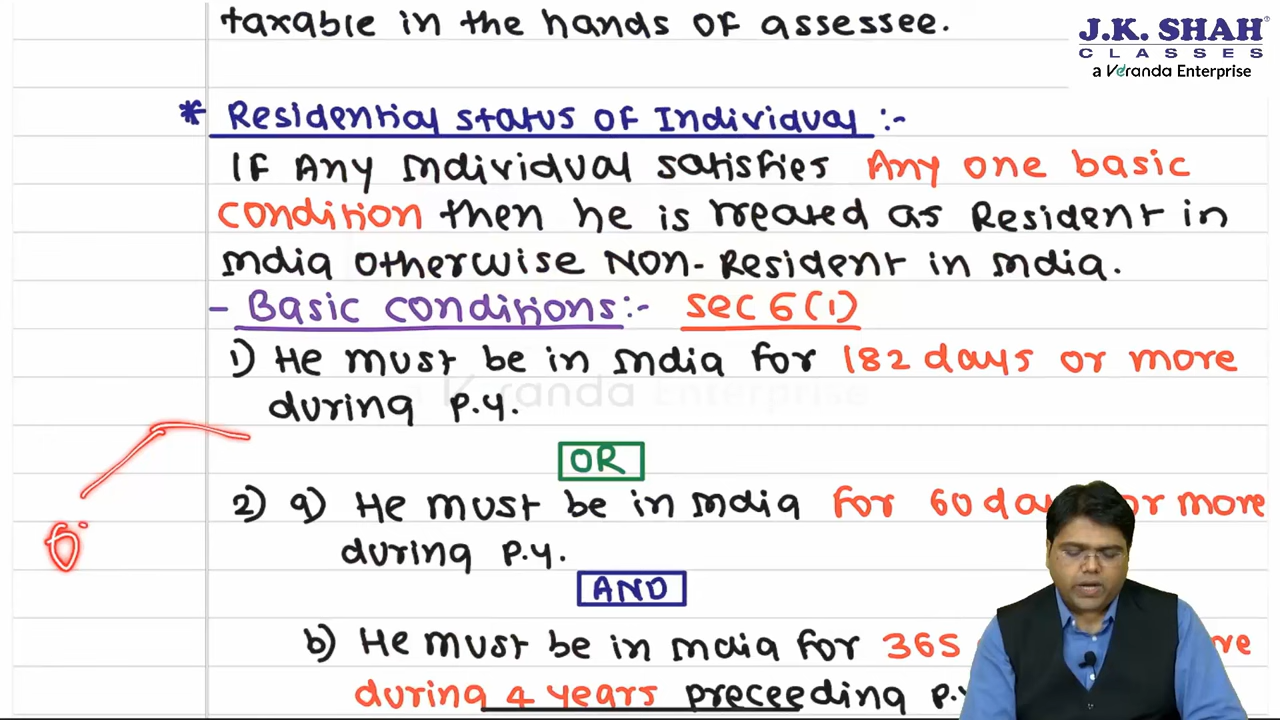 taxable in the hands of assessee.
J.K. SHAH
CLASSES
a Veranda Enterprise
* Residential status of Individual :-
If Any Individual satisfies Any one basic
condition then he is treated as Resident in
India otherwise Non-Resident in India.
- Basic conditions:- sec 6(1)
1) He must be in India for 182 days or more
during P.Y.
a Veranda Enterprise
OR
2) a) He must be in India for 60 or more
during P.Y.
AND
b) He must be in India for 365
during 4 years preceeding P.Y